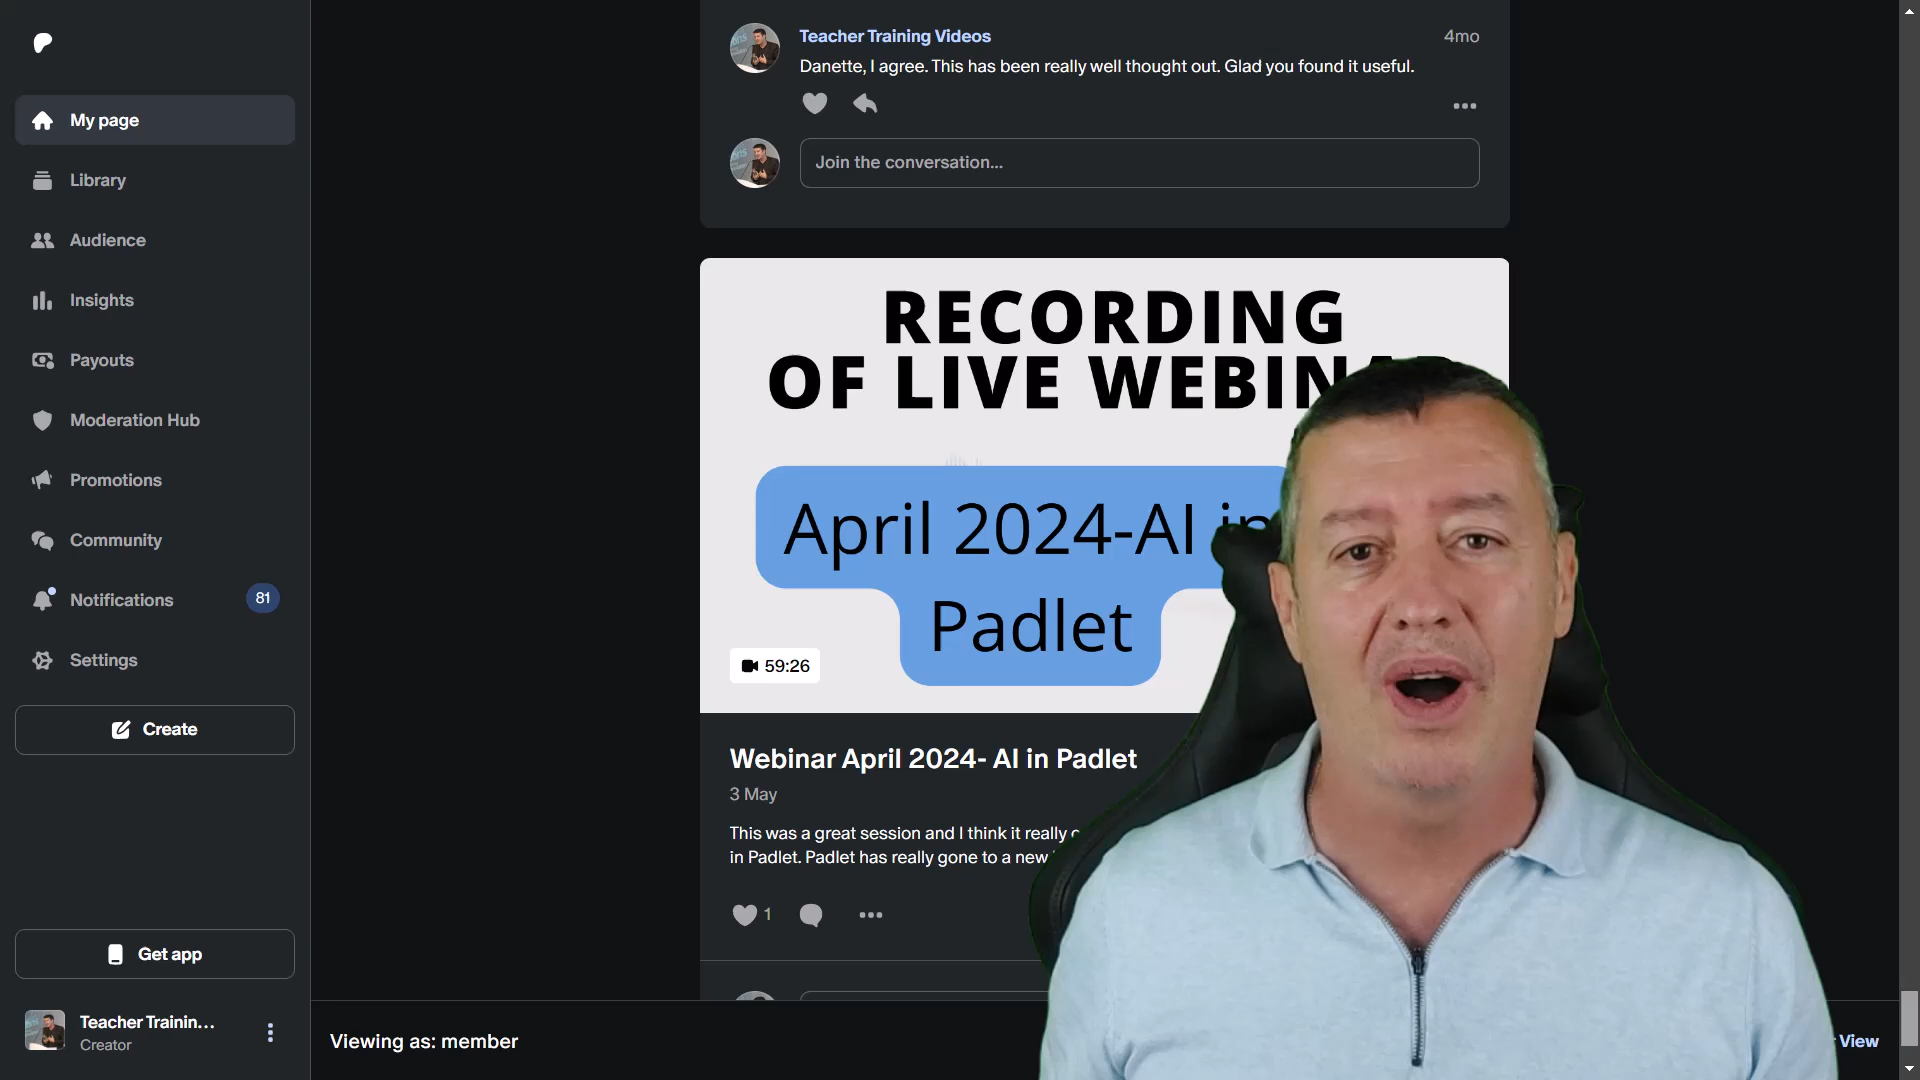 My page
Library
Audience
Insights
Payouts
Moderation Hub
Promotions
Community
Notifications
81
Settings
Create
Get app
Teacher Trainin...
Creator
Teacher Training Videos
4mo
Danette, I agree. This has been really well thought out. Glad you found it useful.
Join the conversation...
RECORDING
OF LIVE
April 2024-AI in
Padlet
59:26
Webinar April 2024- AI in Padlet
3 May
This was a great session and I think it really
in Padlet. Padlet has really gone to a new
1
Viewing as: member
View